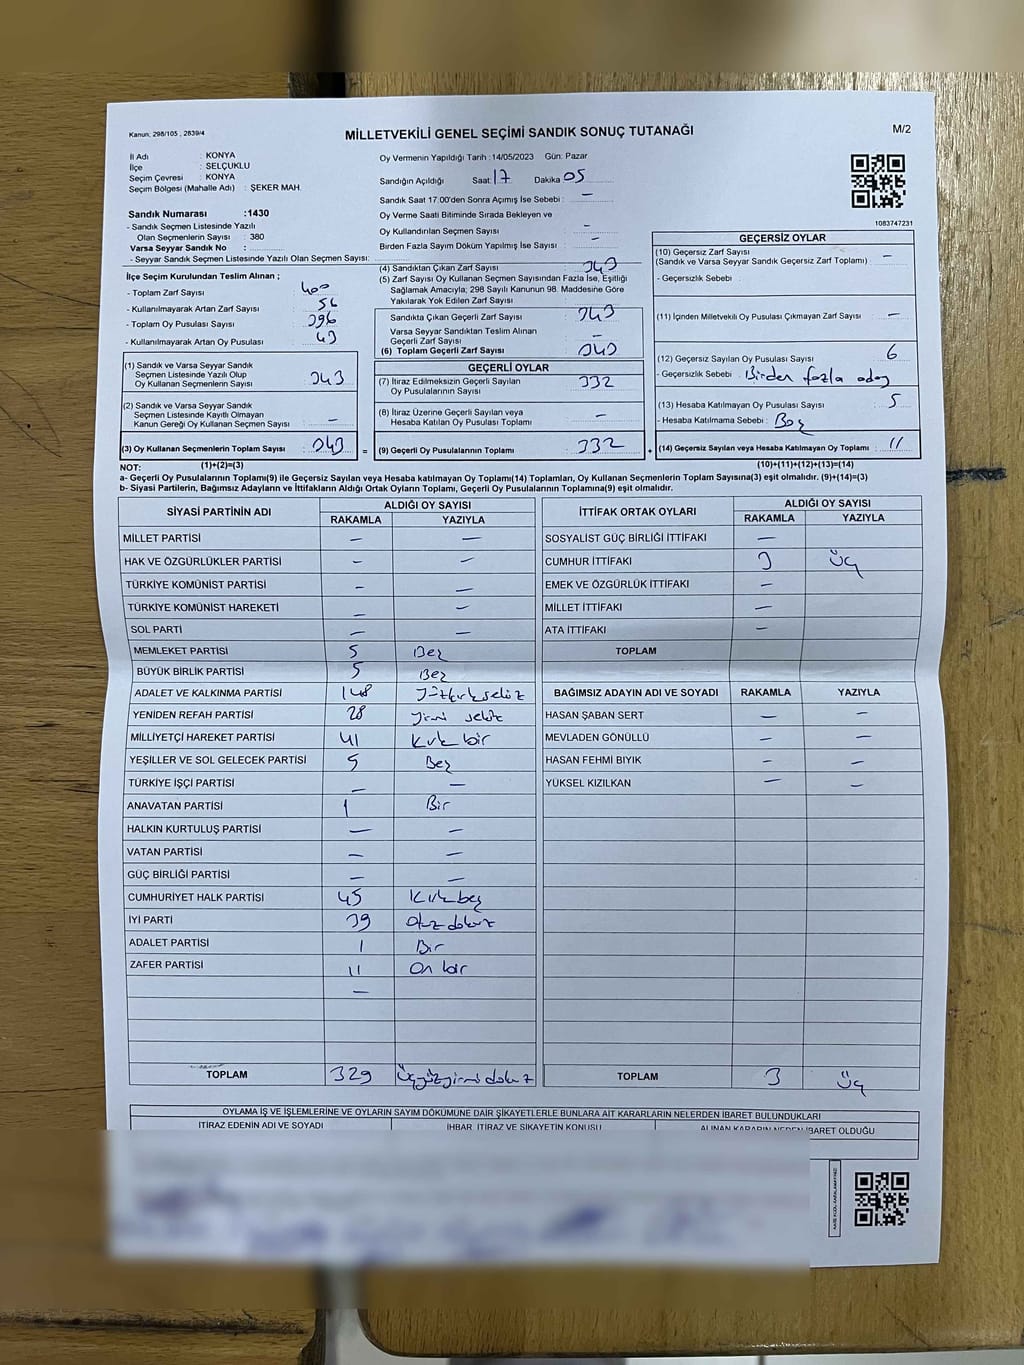 Kanun; 298/105 ; 2839/4
MİLLETVEKİLİ GENEL SEÇİMİ SANDIK SONUÇ TUTANAĞI
M/2
İl Adı : KONYA
İlçe : SELÇUKLU
Seçim Çevresi : KONYA
Seçim Bölgesi (Mahalle Adı) : ŞEKER MAH.
Sandık Numarası :1430
- Sandık Seçmen Listesinde Yazılı
Olan Seçmenlerin Sayısı : 380
Varsa Seyyar Sandık No :
- Seyyar Sandık Seçmen Listesinde Yazılı Olan Seçmen Sayısı:
Oy Vermenin Yapıldığı Tarih :14/05/2023 Gün: Pazar
Sandığın Açıldığı Saat 17 Dakika 05
Sandık Saat 17.00'den Sonra Açımış İse Sebebi : —
Oy Verme Saati Bitiminde Sırada Bekleyen ve
Oy Kullandırılan Seçmen Sayısı : —
Birden Fazla Sayım Döküm Yapılmış İse Sayısı : —
1083747231
İlçe Seçim Kurulundan Teslim Alınan ;
- Toplam Zarf Sayısı : 400
- Kullanılmayarak Artan Zarf Sayısı : 56
- Toplam Oy Pusulası Sayısı : 396
- Kullanılmayarak Artan Oy Pusulası : 49
(1) Sandık ve Varsa Seyyar Sandık
Seçmen Listesinde Yazılı Olup
Oy Kullanan Seçmenlerin Sayısı : 343
(2) Sandık ve Varsa Seyyar Sandık
Seçmen Listesinde Kayıtlı Olmayan
Kanun Gereği Oy Kullanan Seçmen Sayısı : —
(3) Oy Kullanan Seçmenlerin Toplam Sayısı : 343
(4) Sandıktan Çıkan Zarf Sayısı : 343
(5) Zarf Sayısı Oy Kullanan Seçmen Sayısından Fazla İse, Eşitliği
Sağlamak Amacıyla; 298 Sayılı Kanunun 98. Maddesine Göre
Yakılarak Yok Edilen Zarf Sayısı :
Sandıkta Çıkan Geçerli Zarf Sayısı : 343
Varsa Seyyar Sandıktan Teslim Alınan
Geçerli Zarf Sayısı : —
(6) Toplam Geçerli Zarf Sayısı : 343
GEÇERLİ OYLAR
(7) İtiraz Edilmeksizin Geçerli Sayılan
Oy Pusulalarının Sayısı : 332
(8) İtiraz Üzerine Geçerli Sayılan veya
Hesaba Katılan Oy Pusulası Toplamı : —
= (9) Geçerli Oy Pusulalarının Toplamı : 332
GEÇERSİZ OYLAR
(10) Geçersiz Zarf Sayısı
(Sandık ve Varsa Seyyar Sandık Geçersiz Zarf Toplamı) : —
- Geçersizlik Sebebi :
(11) İçinden Milletvekili Oy Pusulası Çıkmayan Zarf Sayısı : —
(12) Geçersiz Sayılan Oy Pusulası Sayısı : 6
- Geçersizlik Sebebi : Birden fazla aday
(13) Hesaba Katılmayan Oy Pusulası Sayısı : 5
- Hesaba Katılmama Sebebi : Boş
+ (14) Geçersiz Sayılan veya Hesaba Katılmayan Oy Toplamı : 11
NOT: (1)+(2)=(3) (10)+(11)+(12)+(13)=(14)
a- Geçerli Oy Pusulalarının Toplamı(9) ile Geçersiz Sayılan veya Hesaba Katılmayan Oy Toplamı(14) Toplamları, Oy Kullanan Seçmenlerin Toplam Sayısına(3) eşit olmalıdır. (9)+(14)=(3)
b- Siyasi Partilerin, Bağımsız Adayların ve İttifakların Aldığı Ortak Oyların Toplamı, Geçerli Oy Pusulalarının Toplamına(9) eşit olmalıdır.
SİYASİ PARTİNİN ADI ALDIĞI OY SAYISI
RAKAMLA YAZIYLA
MİLLET PARTİSİ — —
HAK VE ÖZGÜRLÜKLER PARTİSİ — —
TÜRKİYE KOMÜNİST PARTİSİ — —
TÜRKİYE KOMÜNİST HAREKETİ — —
SOL PARTİ — —
MEMLEKET PARTİSİ 5 Beş
BÜYÜK BİRLİK PARTİSİ 5 Beş
ADALET VE KALKINMA PARTİSİ 148 Yüzkırksekiz
YENİDEN REFAH PARTİSİ 28 Yirmi sekiz
MİLLİYETÇİ HAREKET PARTİSİ 41 Kırk bir
YEŞİLLER VE SOL GELECEK PARTİSİ 5 Beş
TÜRKİYE İŞÇİ PARTİSİ — —
ANAVATAN PARTİSİ 1 Bir
HALKIN KURTULUŞ PARTİSİ — —
VATAN PARTİSİ — —
GÜÇ BİRLİĞİ PARTİSİ — —
CUMHURİYET HALK PARTİSİ 45 Kırkbeş
İYİ PARTİ 39 Otuz dokuz
ADALET PARTİSİ 1 Bir
ZAFER PARTİSİ 11 On bir
—
TOPLAM 329 Üçyüzyirmi dokuz
İTTİFAK ORTAK OYLARI ALDIĞI OY SAYISI
RAKAMLA YAZIYLA
SOSYALİST GÜÇ BİRLİĞİ İTTİFAKI —
CUMHUR İTTİFAKI 3 Üç
EMEK VE ÖZGÜRLÜK İTTİFAKI —
MİLLET İTTİFAKI —
ATA İTTİFAKI —
TOPLAM
BAĞIMSIZ ADAYIN ADI VE SOYADI RAKAMLA YAZIYLA
HASAN ŞABAN SERT — —
MEVLADEN GÖNÜLLÜ — —
HASAN FEHMI BIYIK — —
YÜKSEL KIZILKAN — —
TOPLAM 3 Üç
OYLAMA İŞ VE İŞLEMLERINE VE OYLARIN SAYIM DÖKÜMÜNE DAİR ŞİKAYETLERLE BUNLARA AİT KARARLARIN NELERDEN İBARET BULUNDUKLARI
İTİRAZ EDENİN ADI VE SOYADI İHBAR, İTİRAZ VE ŞİKAYETİN KONUSU ALINAN KARARIN NEDEN İBARET OLDUĞU